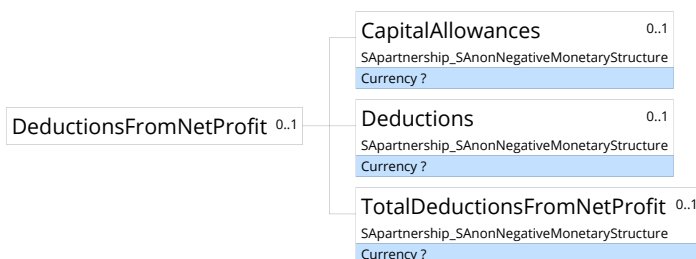 CapitalAllowances 0..1
SApartnership_SAnonNegativeMonetaryStructure
Currency ?
DeductionsFromNetProfit 0..1
Deductions 0..1
SApartnership_SAnonNegativeMonetaryStructure
Currency ?
TotalDeductionsFromNetProfit 0..1
SApartnership_SAnonNegativeMonetaryStructure
Currency ?